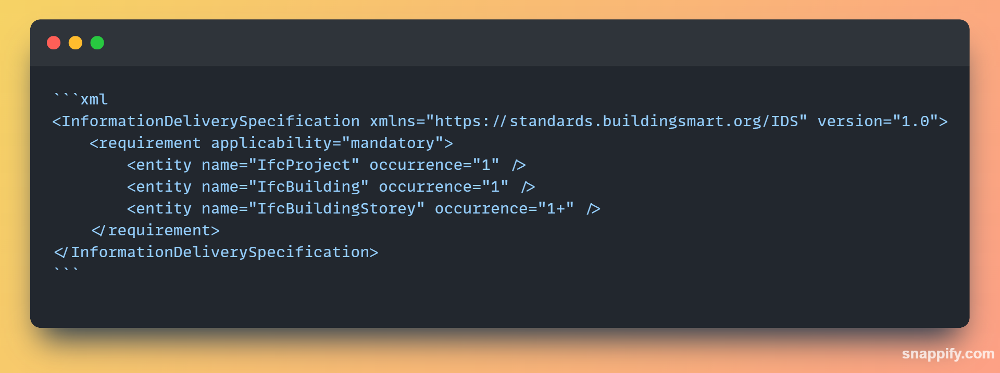 ```xml
<InformationDeliverySpecification xmlns="https://standards.buildingsmart.org/IDS" version="1.0">
    <requirement applicability="mandatory">
        <entity name="IfcProject" occurrence="1" />
        <entity name="IfcBuilding" occurrence="1" />
        <entity name="IfcBuildingStorey" occurrence="1+" />
    </requirement>
</InformationDeliverySpecification>
```
snappify.com